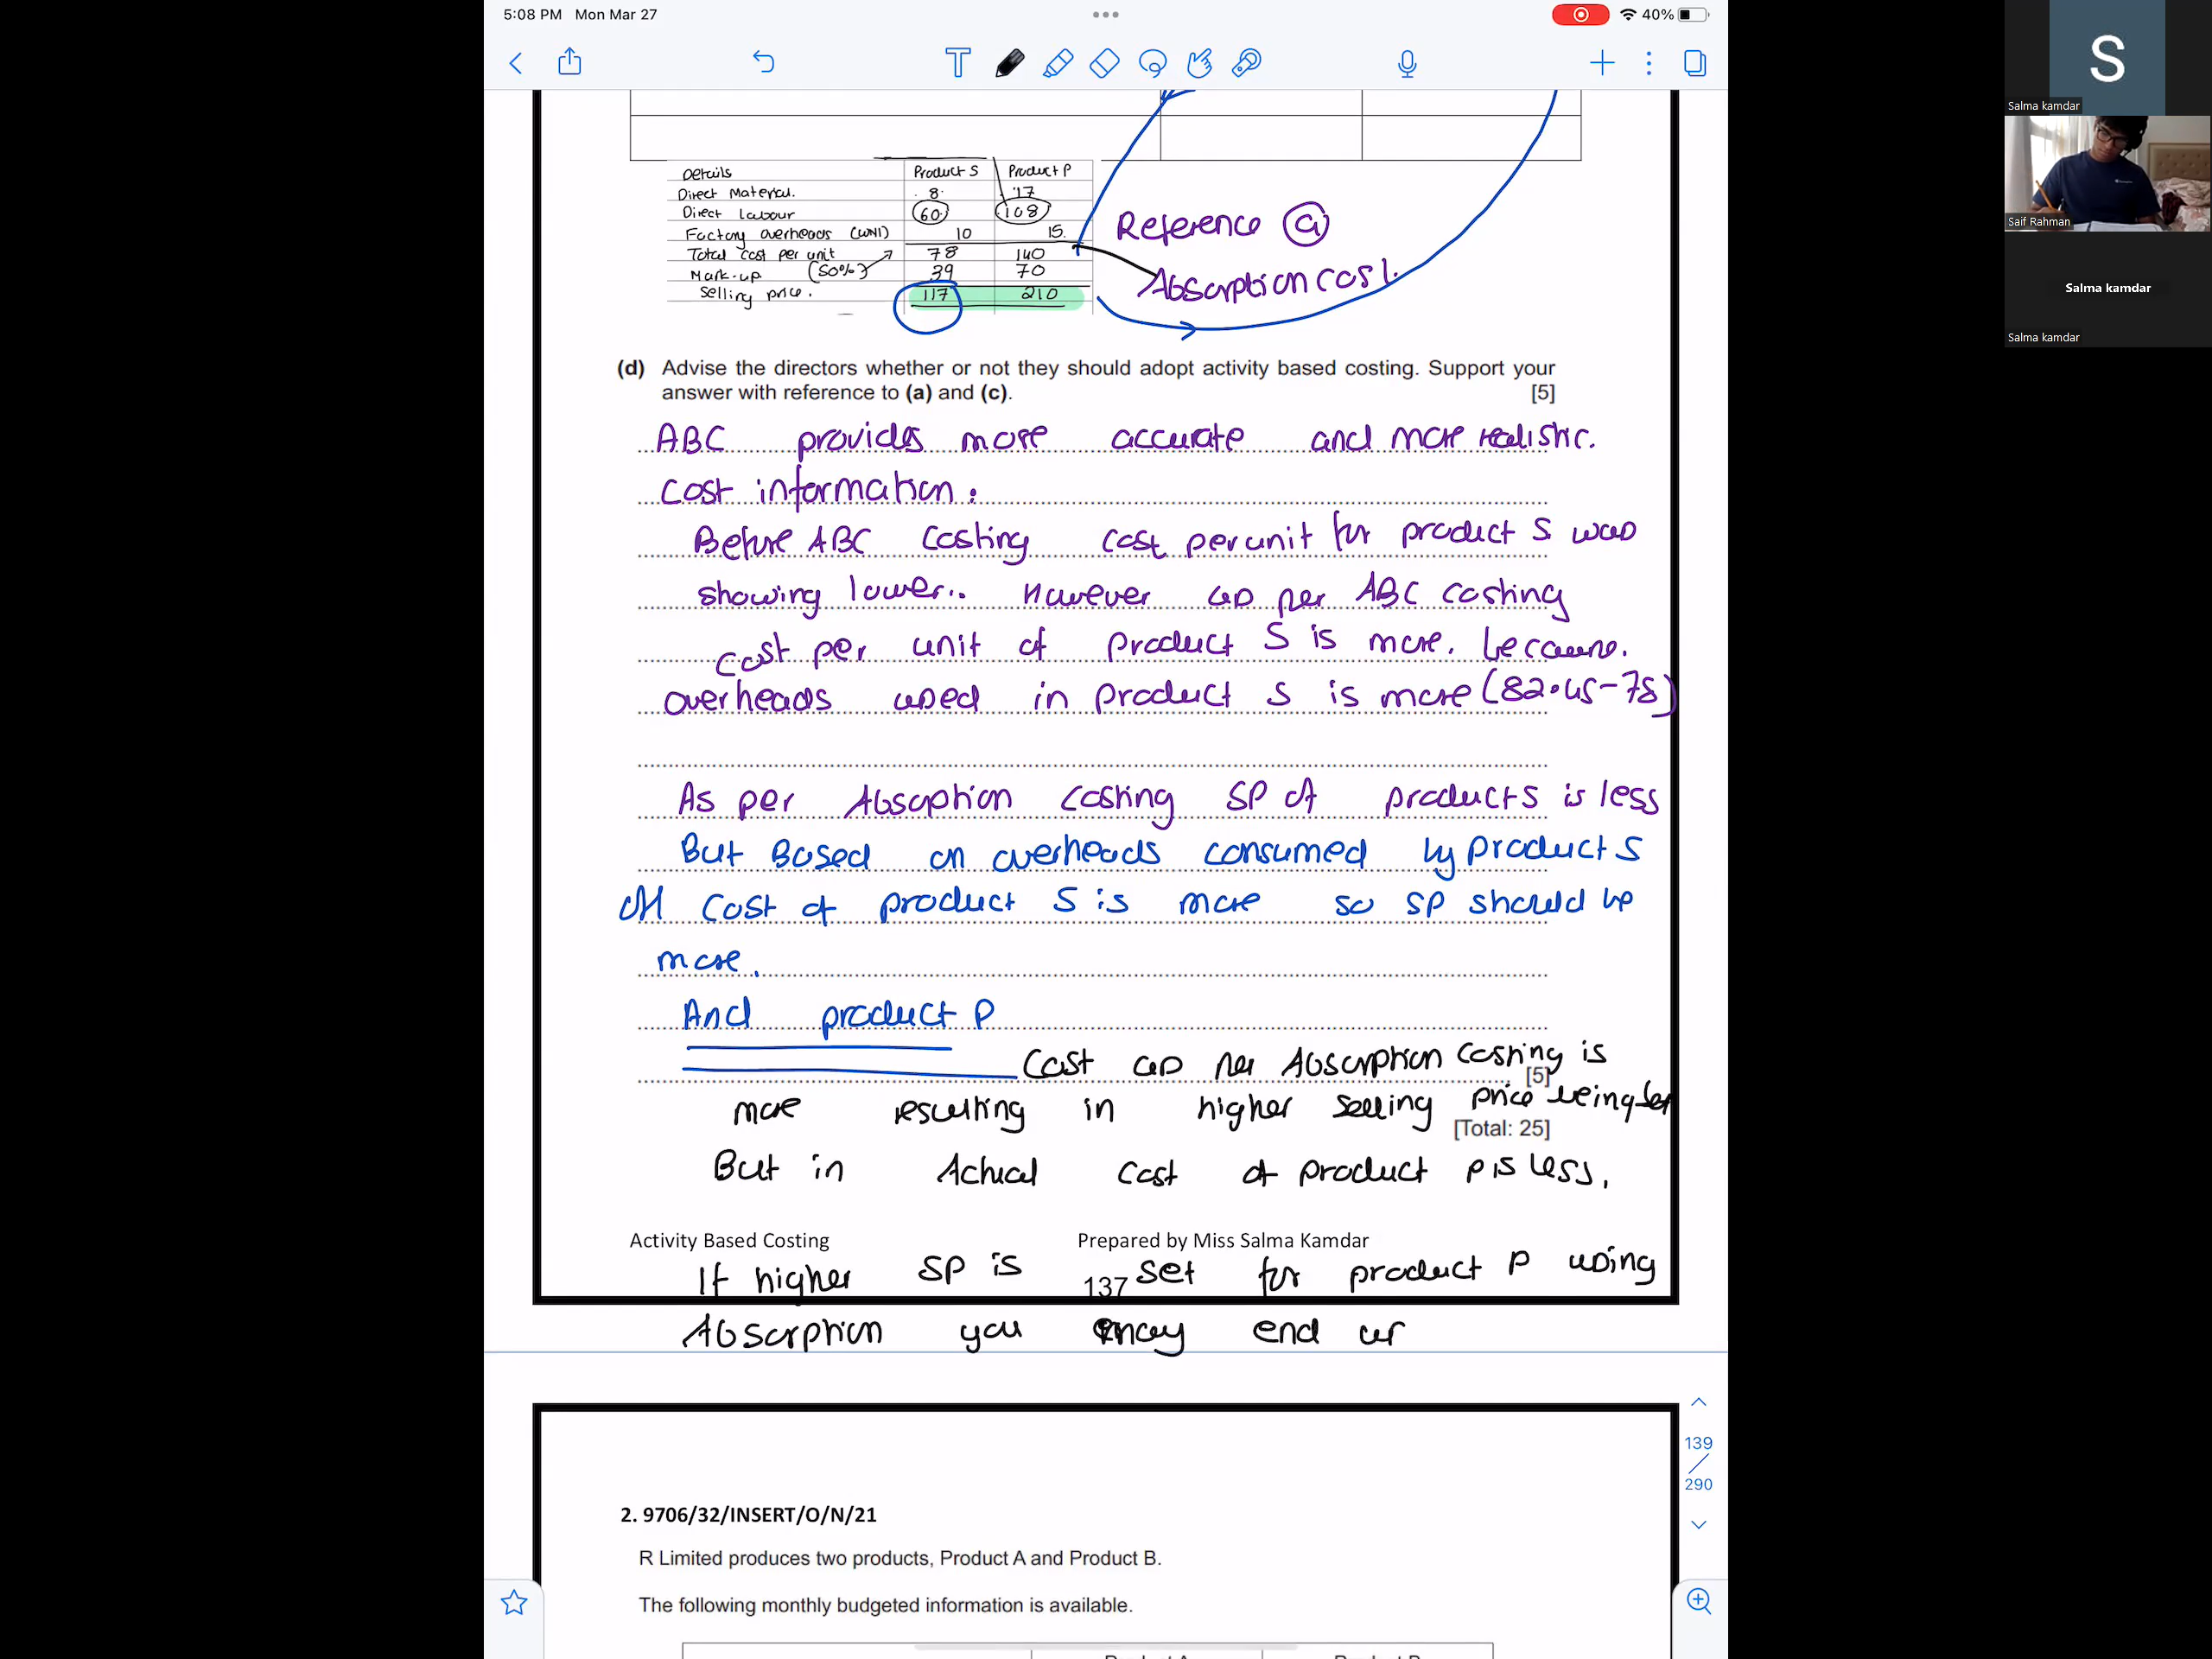 5:08 PM Mon Mar 27
40%
S
Salma kamdar
Saif Rahman
Salma kamdar
Salma kamdar
Details Product S Product P
Direct Material. 8. 17
Direct Labour 60. 108
Factory overheads (WN1) 10 15.
Total cost per unit 78 140
Mark-up (50%) 39 70
Selling price. 117 210
Reference a
Absorption cost.
(d) Advise the directors whether or not they should adopt activity based costing. Support your
answer with reference to (a) and (c). [5]
ABC provides more accurate and more realistic.
cost information.
Before ABC costing cost per unit for product S was
showing lower.. However as per ABC costing
cost per unit of product S is more. because.
overheads used in product S is more (82.45-78)
As per Absorption costing SP of product S is less
But Based on overheads consumed by product S
OH cost of product S is more so SP should be
more.
And product P
cost as per Absorption costing is
[5]
more resulting in higher selling price being set
[Total: 25]
But in Actual cost of product P is less.
Activity Based Costing Prepared by Miss Salma Kamdar
If higher SP is set for product P using
137
Absorption you may end up
139
290
2. 9706/32/INSERT/O/N/21
R Limited produces two products, Product A and Product B.
The following monthly budgeted information is available.
Product A Product B